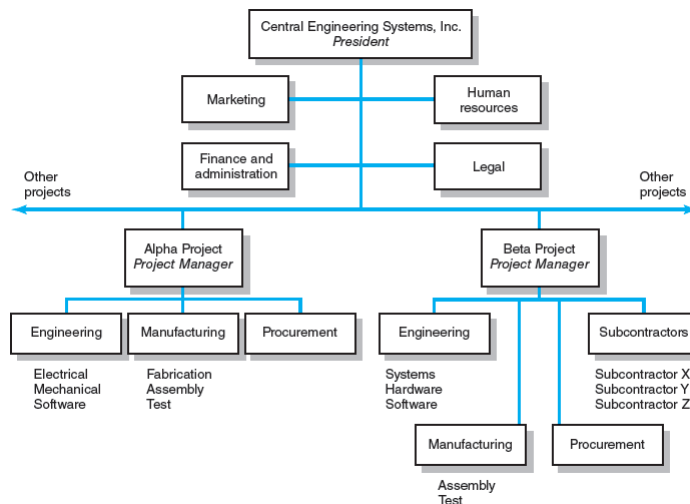 Central Engineering Systems, Inc.
President
Marketing
Human
resources
Finance and
administration
Legal
Other
projects
Other
projects
Alpha Project
Project Manager
Beta Project
Project Manager
Engineering
Manufacturing
Procurement
Engineering
Subcontractors
Electrical
Mechanical
Software
Fabrication
Assembly
Test
Systems
Hardware
Software
Subcontractor X
Subcontractor Y
Subcontractor Z
Manufacturing
Procurement
Assembly
Test